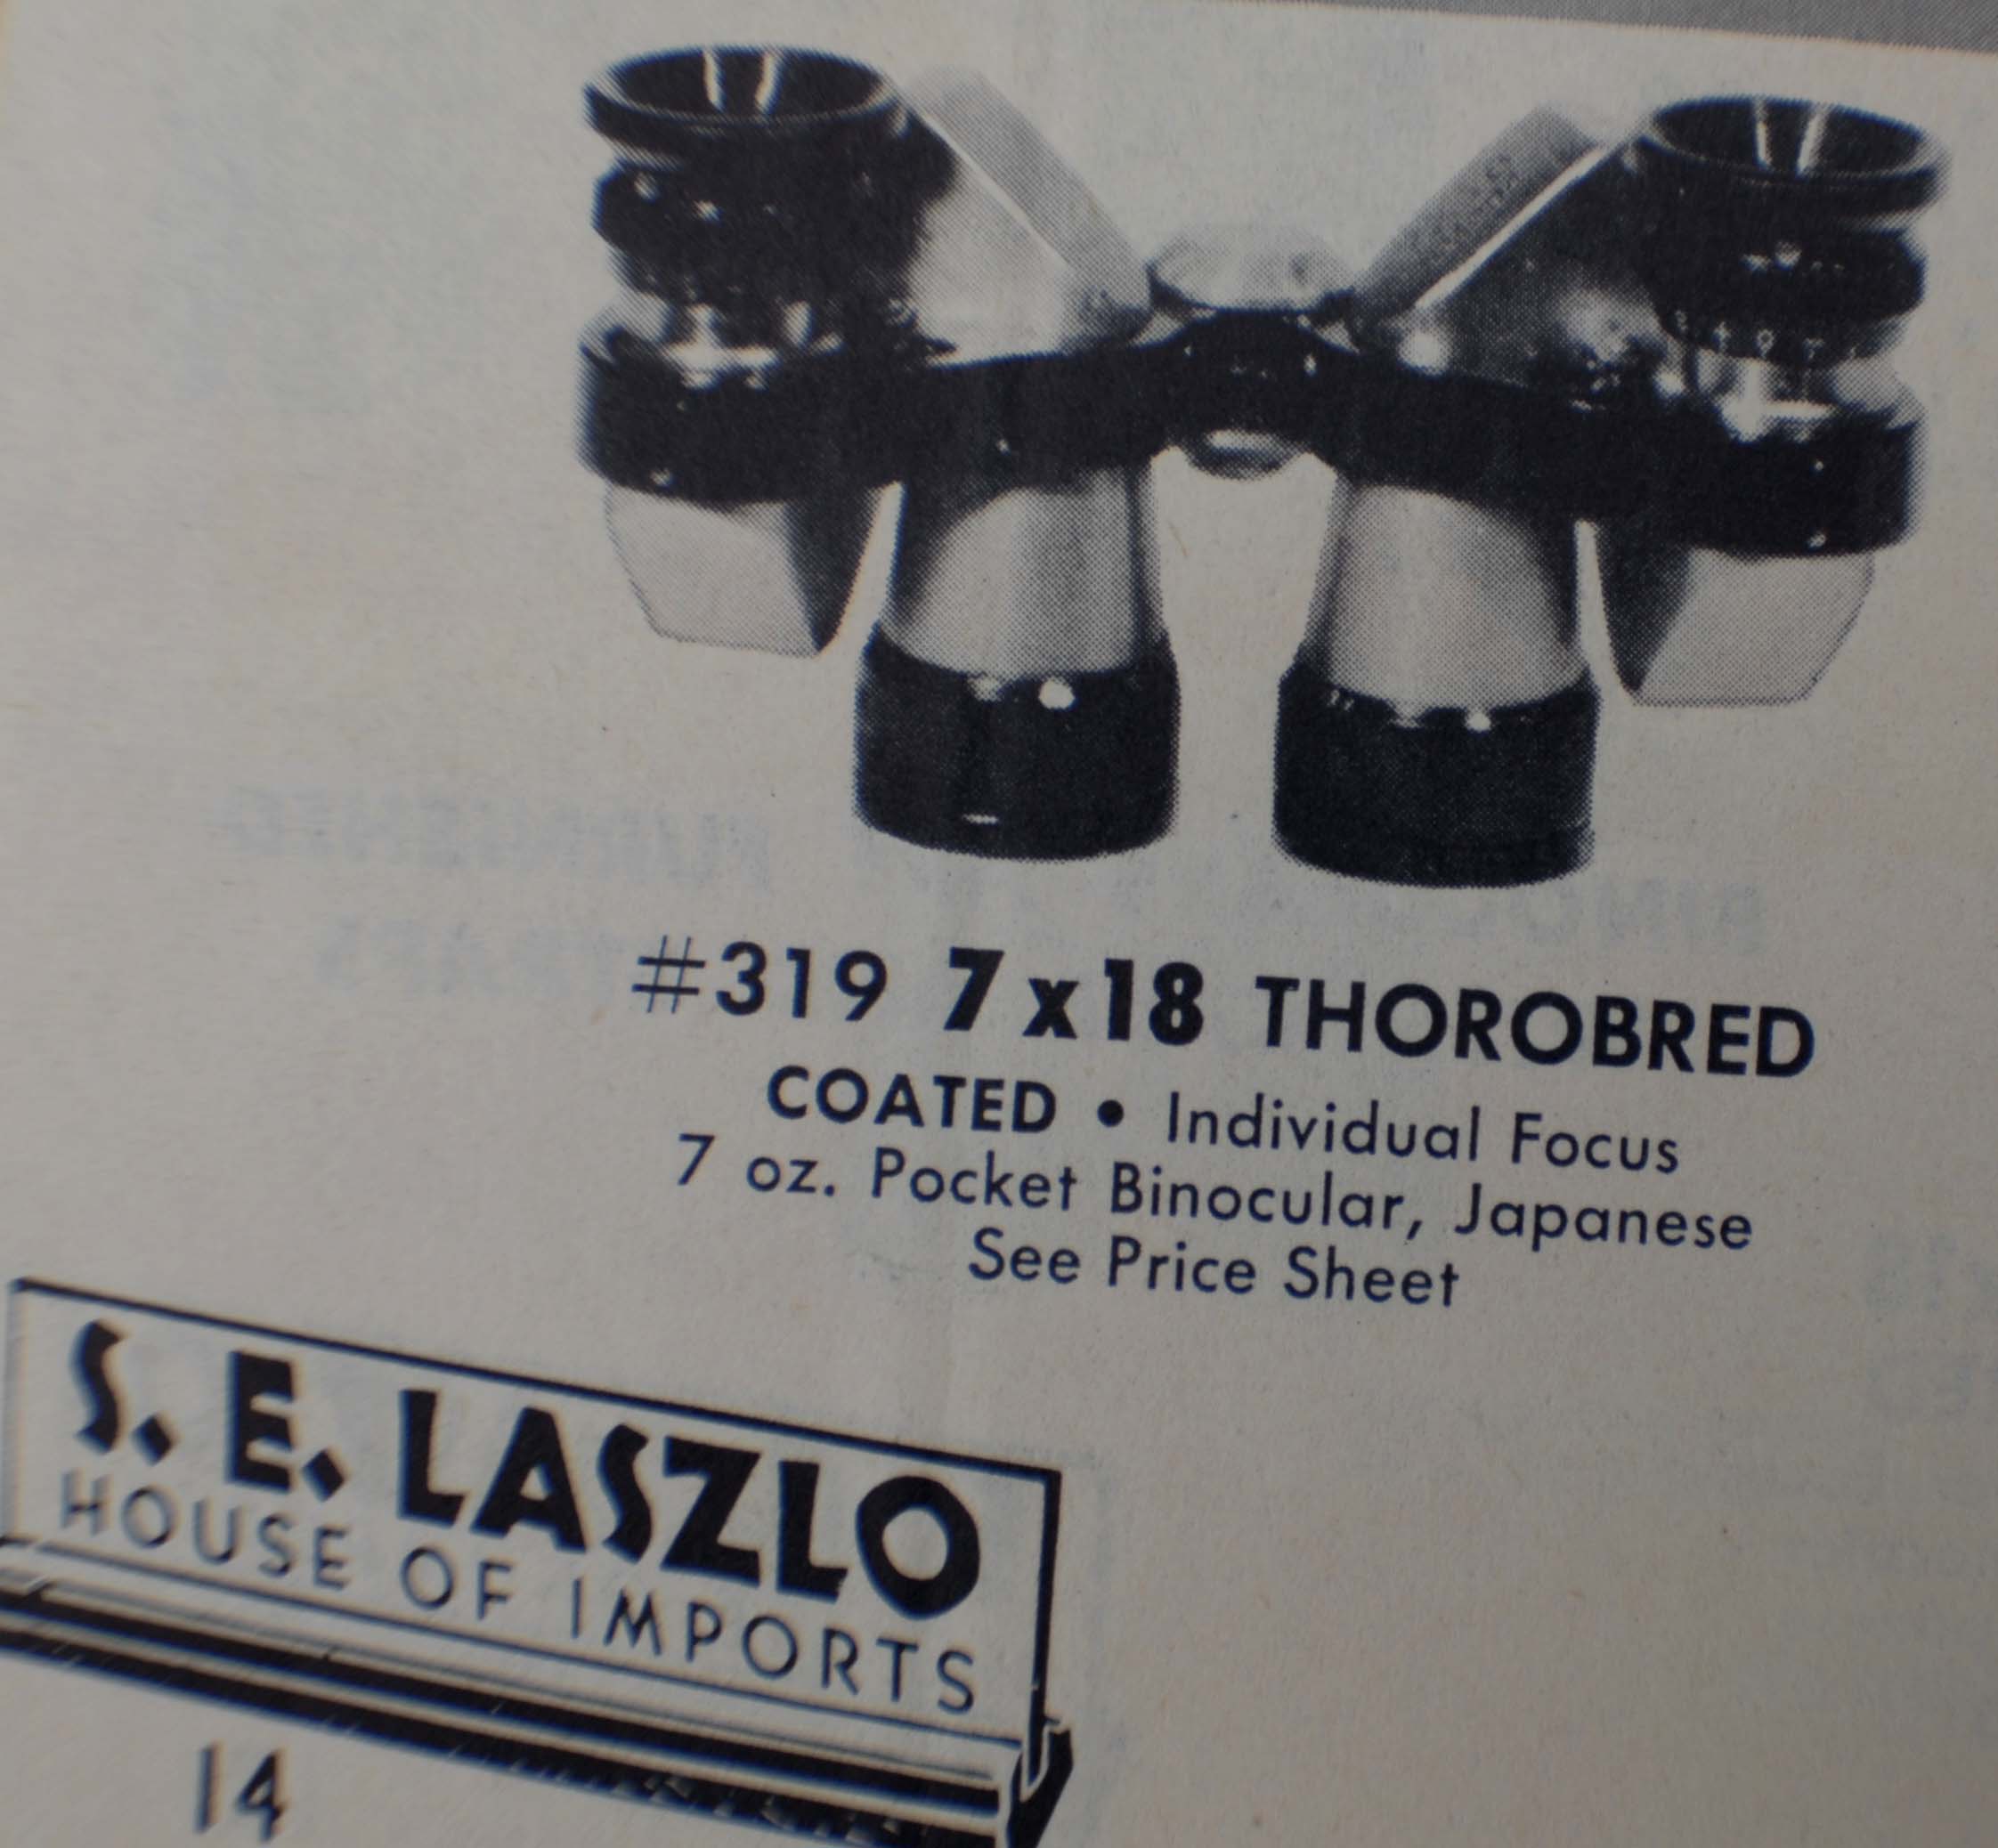 #319 7x18 THOROBRED
COATED • Individual Focus
7 oz. Pocket Binocular, Japanese
See Price Sheet
S. E. LASZLO
HOUSE OF IMPORTS
14